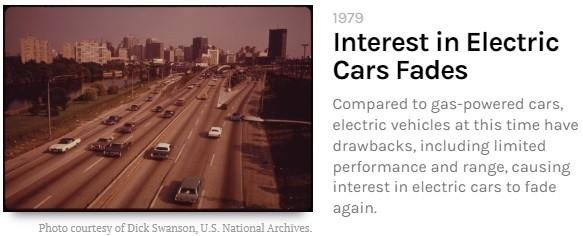 1979
Interest in Electric
Cars Fades
Compared to gas-powered cars,
electric vehicles at this time have
drawbacks, including limited
performance and range, causing
interest in electric cars to fade
again.
Photo courtesy of Dick Swanson, U.S. National Archives.